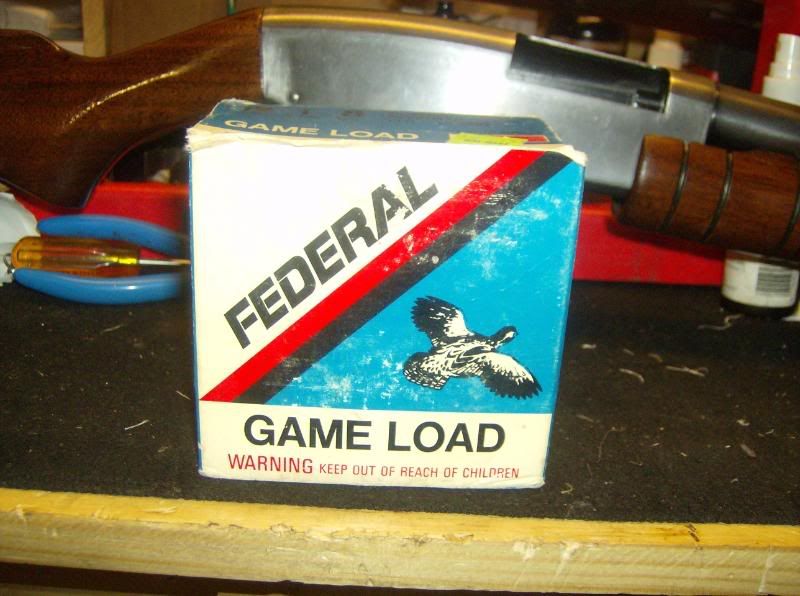 GAME LOAD
FEDERAL
GAME LOAD
WARNING KEEP OUT OF REACH OF CHILDREN